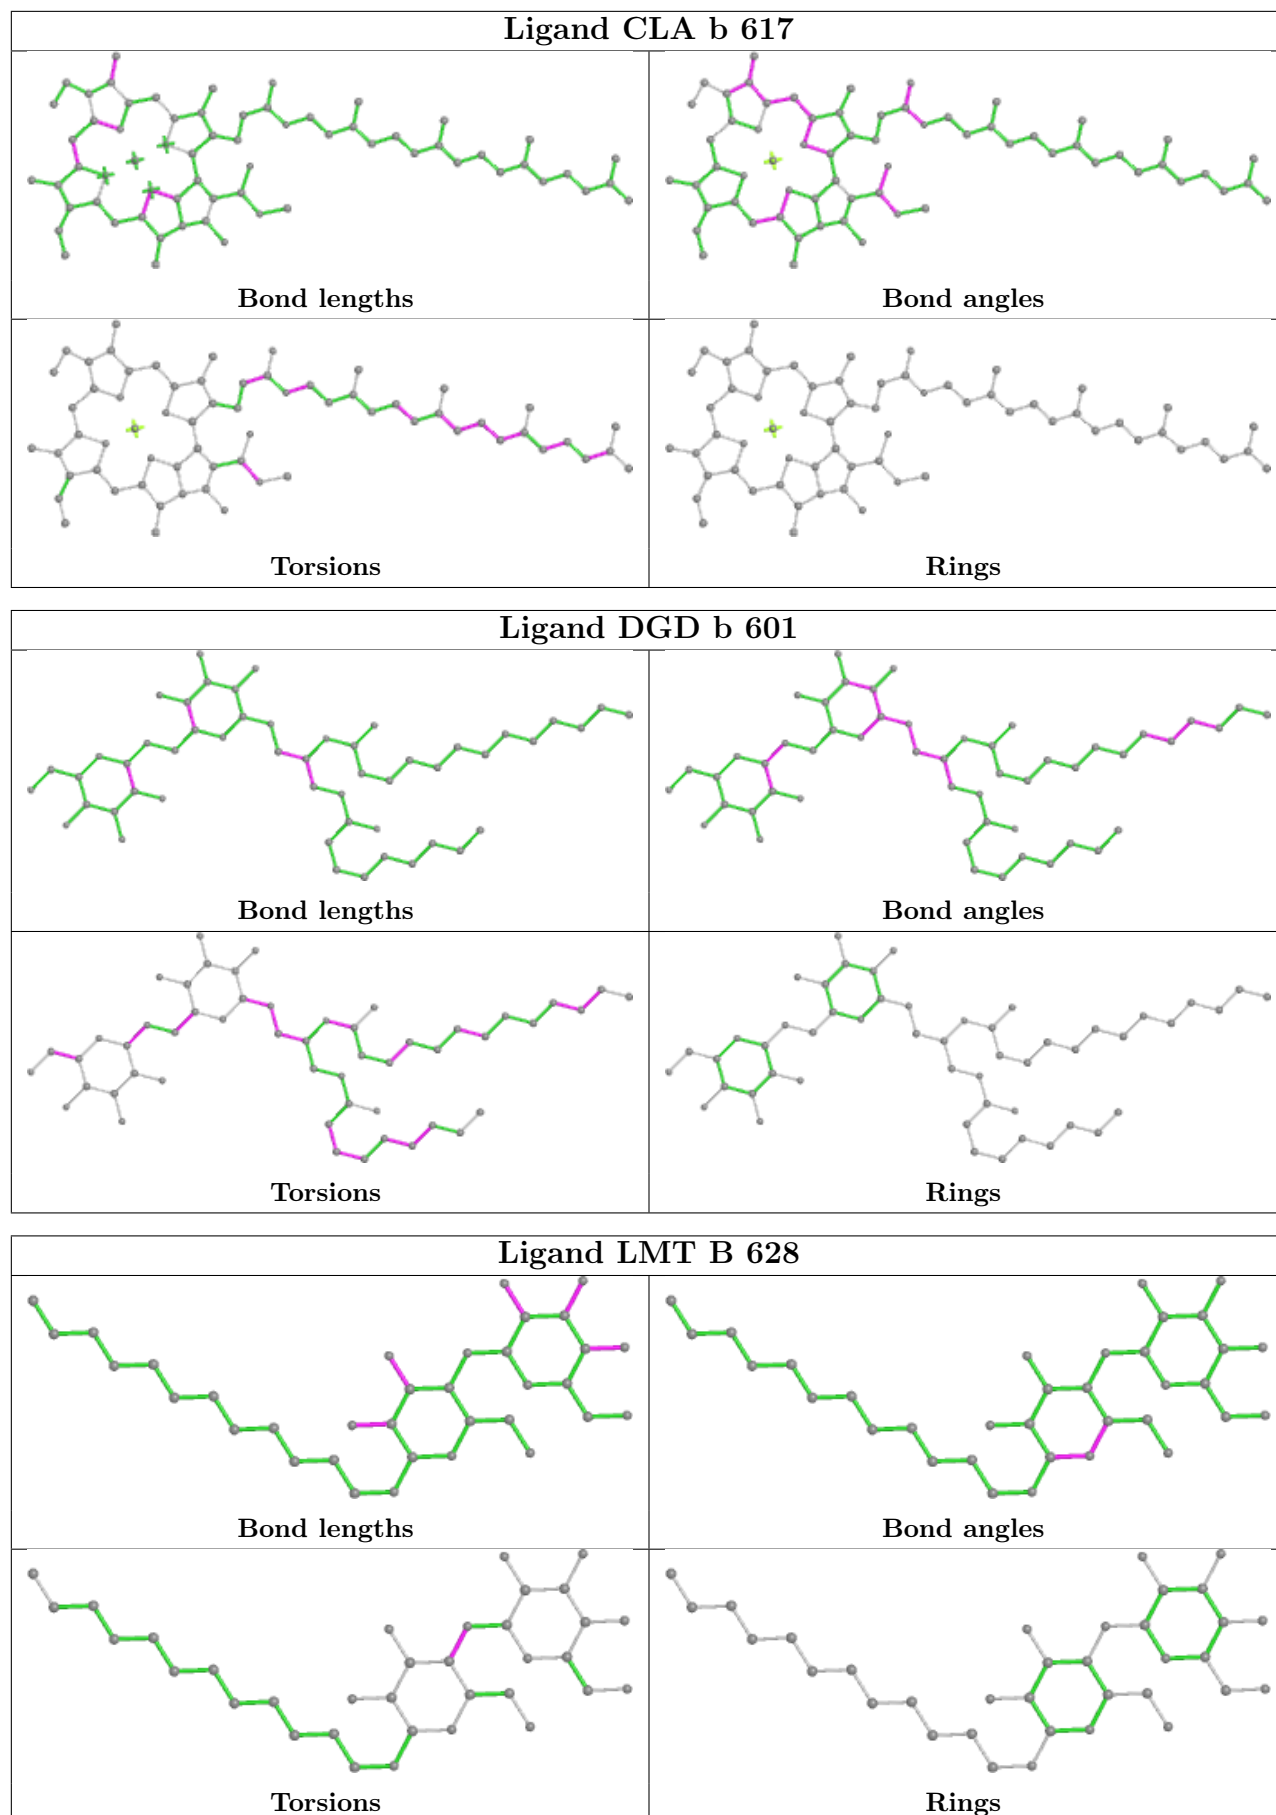 Ligand CLA b 617
Bond lengths
Bond angles
Torsions
Rings
Ligand DGD b 601
Bond lengths
Bond angles
Torsions
Rings
Ligand LMT B 628
Bond lengths
Bond angles
Torsions
Rings